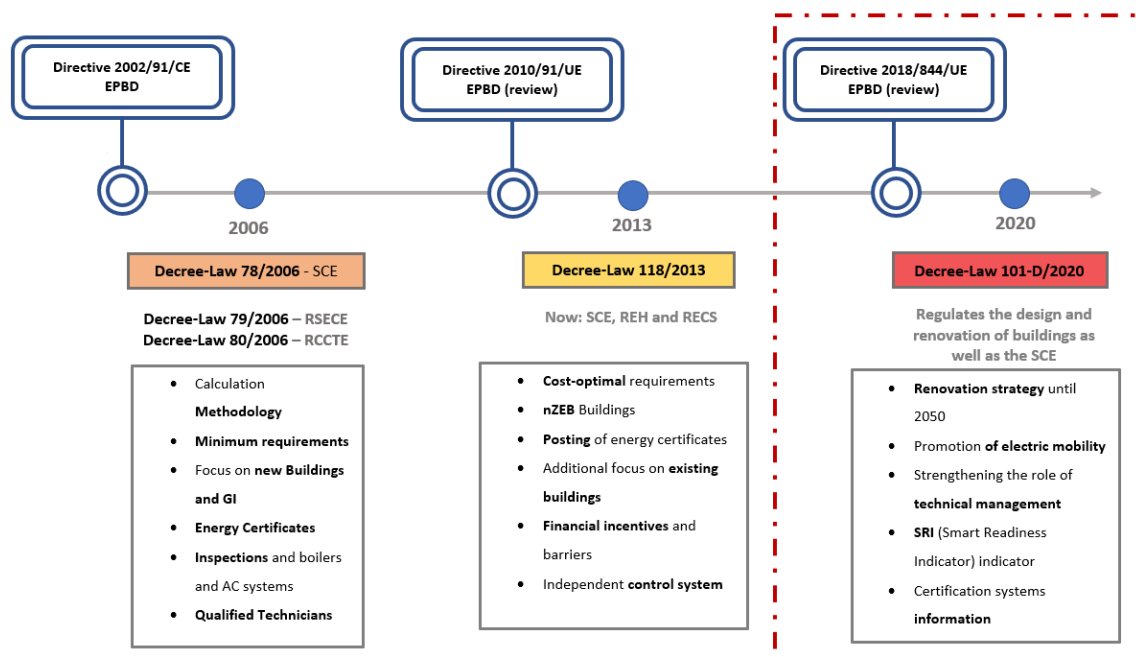 Directive 2002/91/CE
EPBD
Directive 2010/91/UE
EPBD (review)
Directive 2018/844/UE
EPBD (review)
2006
2013
2020
Decree-Law 78/2006 - SCE
Decree-Law 79/2006 – RSECE
Decree-Law 80/2006 – RCCTE
• Calculation
Methodology
• Minimum requirements
• Focus on new Buildings
and GI
• Energy Certificates
• Inspections and boilers
and AC systems
• Qualified Technicians
Decree-Law 118/2013
Now: SCE, REH and RECS
• Cost-optimal requirements
• nZEB Buildings
• Posting of energy certificates
• Additional focus on existing
buildings
• Financial incentives and
barriers
• Independent control system
Decree-Law 101-D/2020
Regulates the design and
renovation of buildings as
well as the SCE
• Renovation strategy until
2050
• Promotion of electric mobility
• Strengthening the role of
technical management
• SRI (Smart Readiness
Indicator) indicator
• Certification systems
information